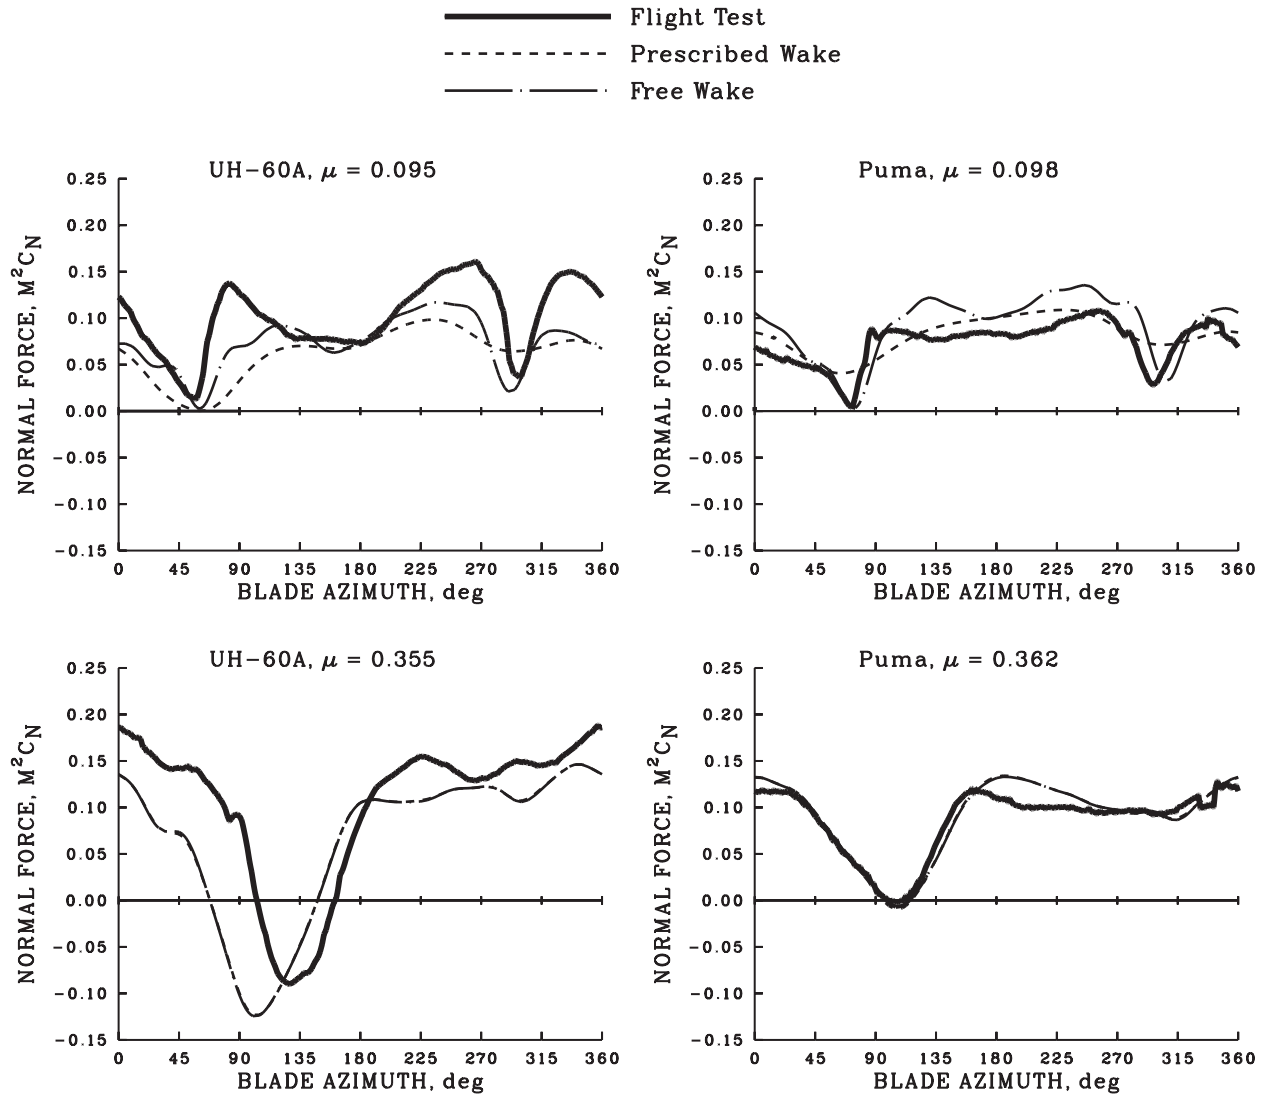 Flight Test
Prescribed Wake
Free Wake
UH-60A, μ = 0.095
0.25
0.20
0.15
0.10
0.05
0.00
-0.05
-0.10
-0.15
NORMAL FORCE, M²C_N
0 45 90 135 180 225 270 315 360
BLADE AZIMUTH, deg
Puma, μ = 0.098
0.25
0.20
0.15
0.10
0.05
0.00
-0.05
-0.10
-0.15
NORMAL FORCE, M²C_N
0 45 90 135 180 225 270 315 360
BLADE AZIMUTH, deg
UH-60A, μ = 0.355
0.25
0.20
0.15
0.10
0.05
0.00
-0.05
-0.10
-0.15
NORMAL FORCE, M²C_N
0 45 90 135 180 225 270 315 360
BLADE AZIMUTH, deg
Puma, μ = 0.362
0.25
0.20
0.15
0.10
0.05
0.00
-0.05
-0.10
-0.15
NORMAL FORCE, M²C_N
0 45 90 135 180 225 270 315 360
BLADE AZIMUTH, deg